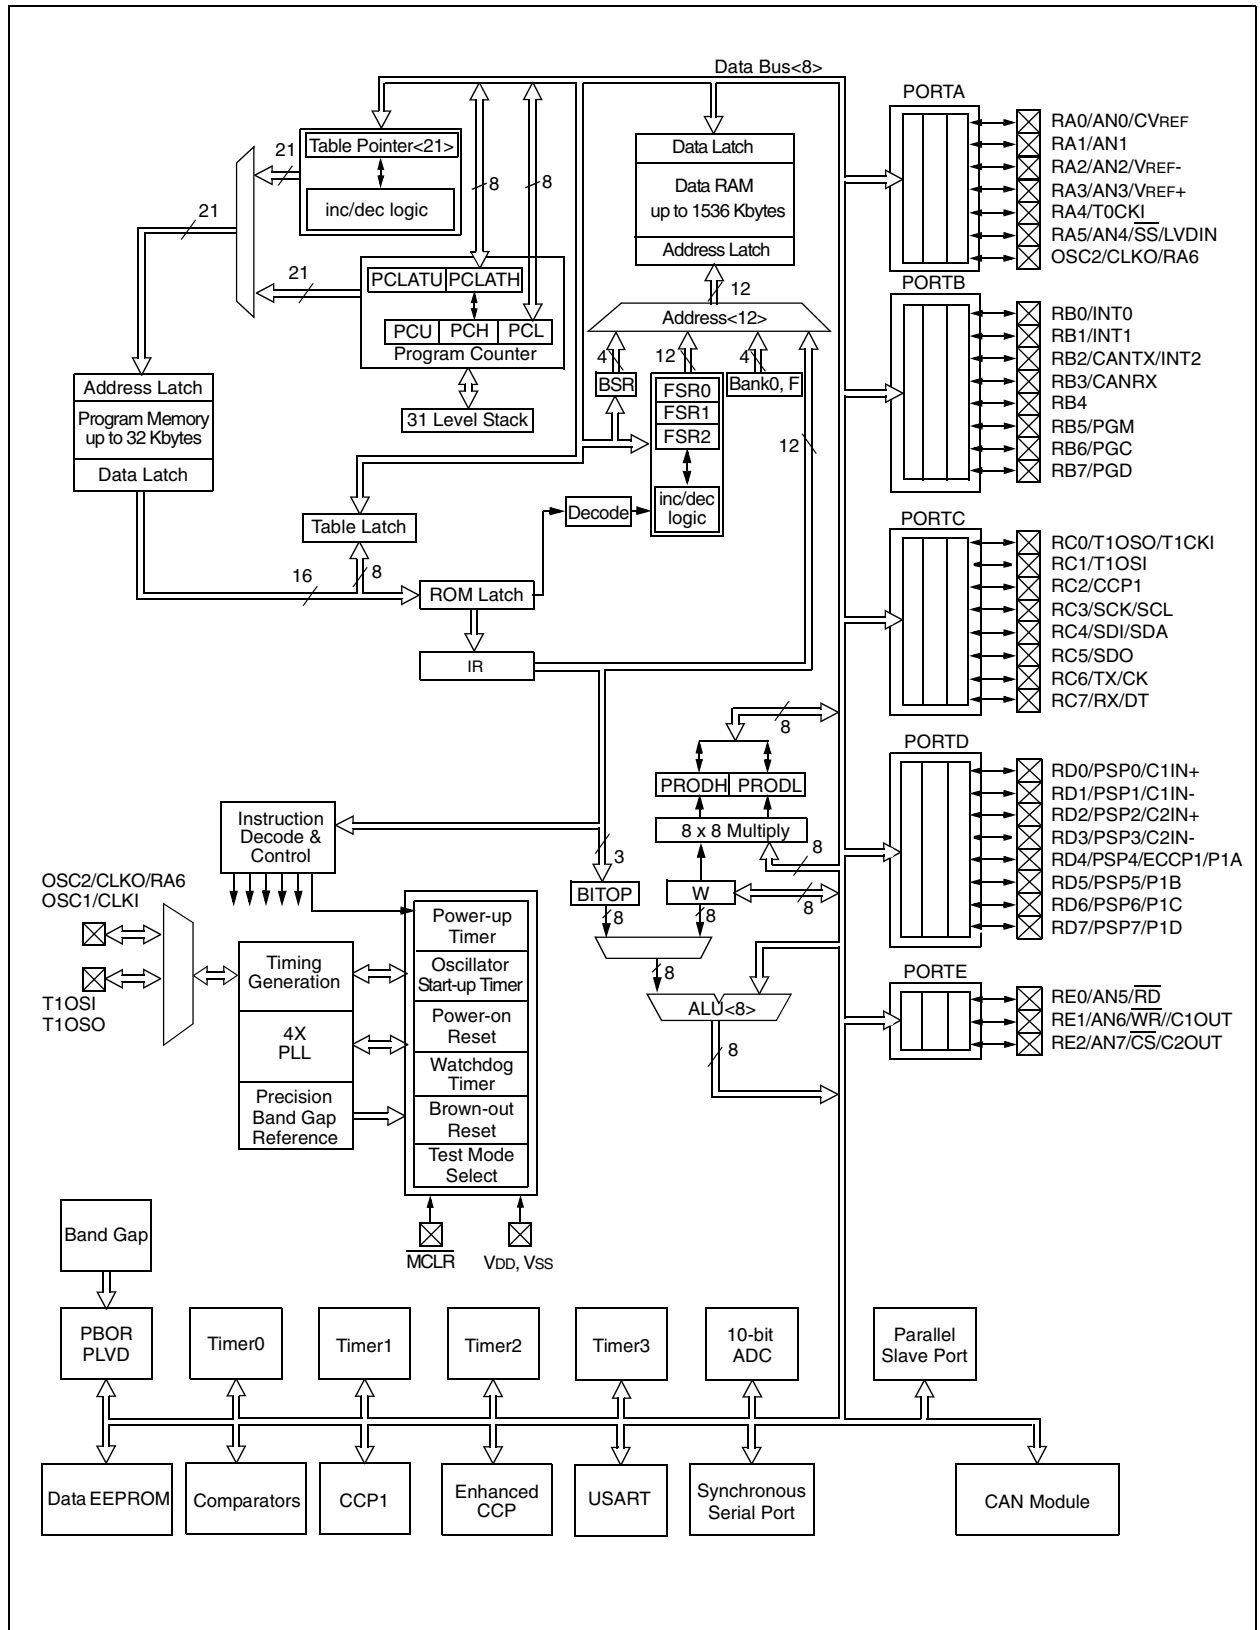 Data Bus<8>
Table Pointer<21>
inc/dec logic
21
21
21
8
8
PCLATU PCLATH
PCU PCH PCL
Program Counter
31 Level Stack
Data Latch
Data RAM
up to 1536 Kbytes
Address Latch
12
Address<12>
4
12
4
BSR
FSR0
FSR1
FSR2
Bank0, F
inc/dec
logic
12
Address Latch
Program Memory
up to 32 Kbytes
Data Latch
Table Latch
Decode
16
8
ROM Latch
IR
8
PRODH PRODL
8 x 8 Multiply
8
3
BITOP
W
8
8
8
8
ALU<8>
8
Instruction
Decode &
Control
OSC2/CLKO/RA6
OSC1/CLKI
T1OSI
T1OSO
Timing
Generation
4X
PLL
Precision
Band Gap
Reference
Power-up
Timer
Oscillator
Start-up Timer
Power-on
Reset
Watchdog
Timer
Brown-out
Reset
Test Mode
Select
MCLR
VDD, VSS
PORTA
RA0/AN0/CVREF
RA1/AN1
RA2/AN2/VREF-
RA3/AN3/VREF+
RA4/T0CKI
RA5/AN4/SS/LVDIN
OSC2/CLKO/RA6
PORTB
RB0/INT0
RB1/INT1
RB2/CANTX/INT2
RB3/CANRX
RB4
RB5/PGM
RB6/PGC
RB7/PGD
PORTC
RC0/T1OSO/T1CKI
RC1/T1OSI
RC2/CCP1
RC3/SCK/SCL
RC4/SDI/SDA
RC5/SDO
RC6/TX/CK
RC7/RX/DT
PORTD
RD0/PSP0/C1IN+
RD1/PSP1/C1IN-
RD2/PSP2/C2IN+
RD3/PSP3/C2IN-
RD4/PSP4/ECCP1/P1A
RD5/PSP5/P1B
RD6/PSP6/P1C
RD7/PSP7/P1D
PORTE
RE0/AN5/RD
RE1/AN6/WR//C1OUT
RE2/AN7/CS/C2OUT
Band Gap
PBOR
PLVD
Timer0
Timer1
Timer2
Timer3
10-bit
ADC
Parallel
Slave Port
Data EEPROM
Comparators
CCP1
Enhanced
CCP
USART
Synchronous
Serial Port
CAN Module